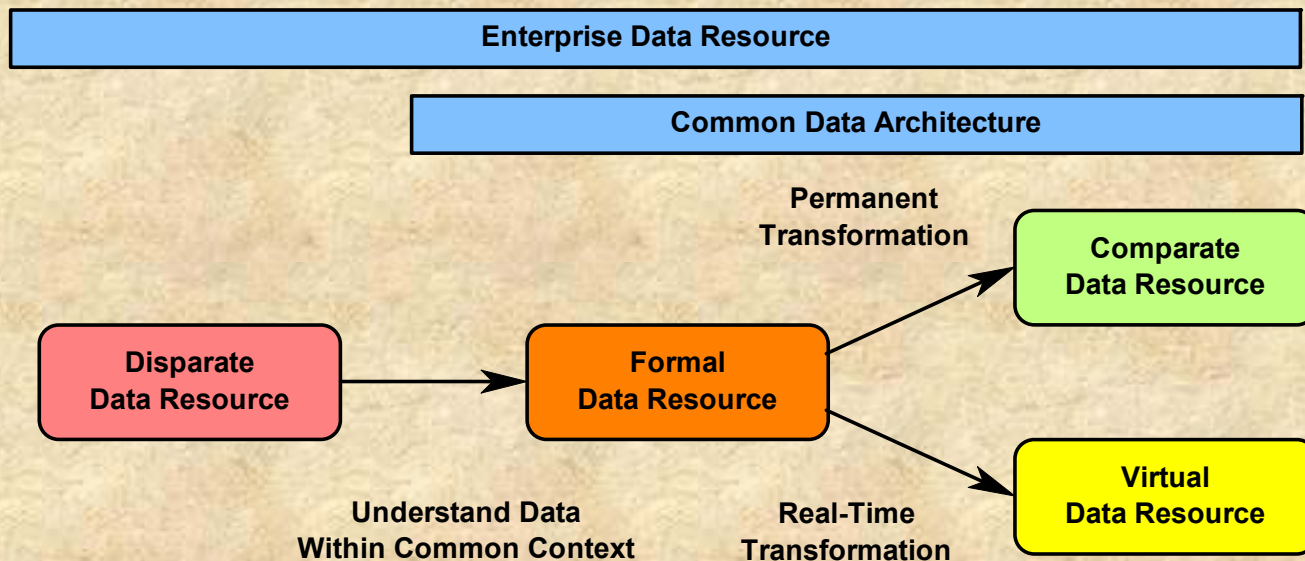 Enterprise Data Resource
Common Data Architecture
Permanent
Transformation
Comparate
Data Resource
Disparate
Data Resource
Formal
Data Resource
Virtual
Data Resource
Understand Data
Within Common Context
Real-Time
Transformation